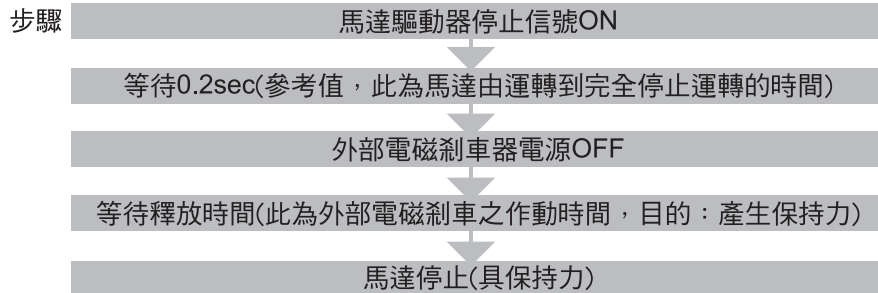 步驟 馬達驅動器停止信號ON
等待0.2sec(參考值，此為馬達由運轉到完全停止運轉的時間)
外部電磁剎車器電源OFF
等待釋放時間(此為外部電磁剎車之作動時間，目的：產生保持力)
馬達停止(具保持力)